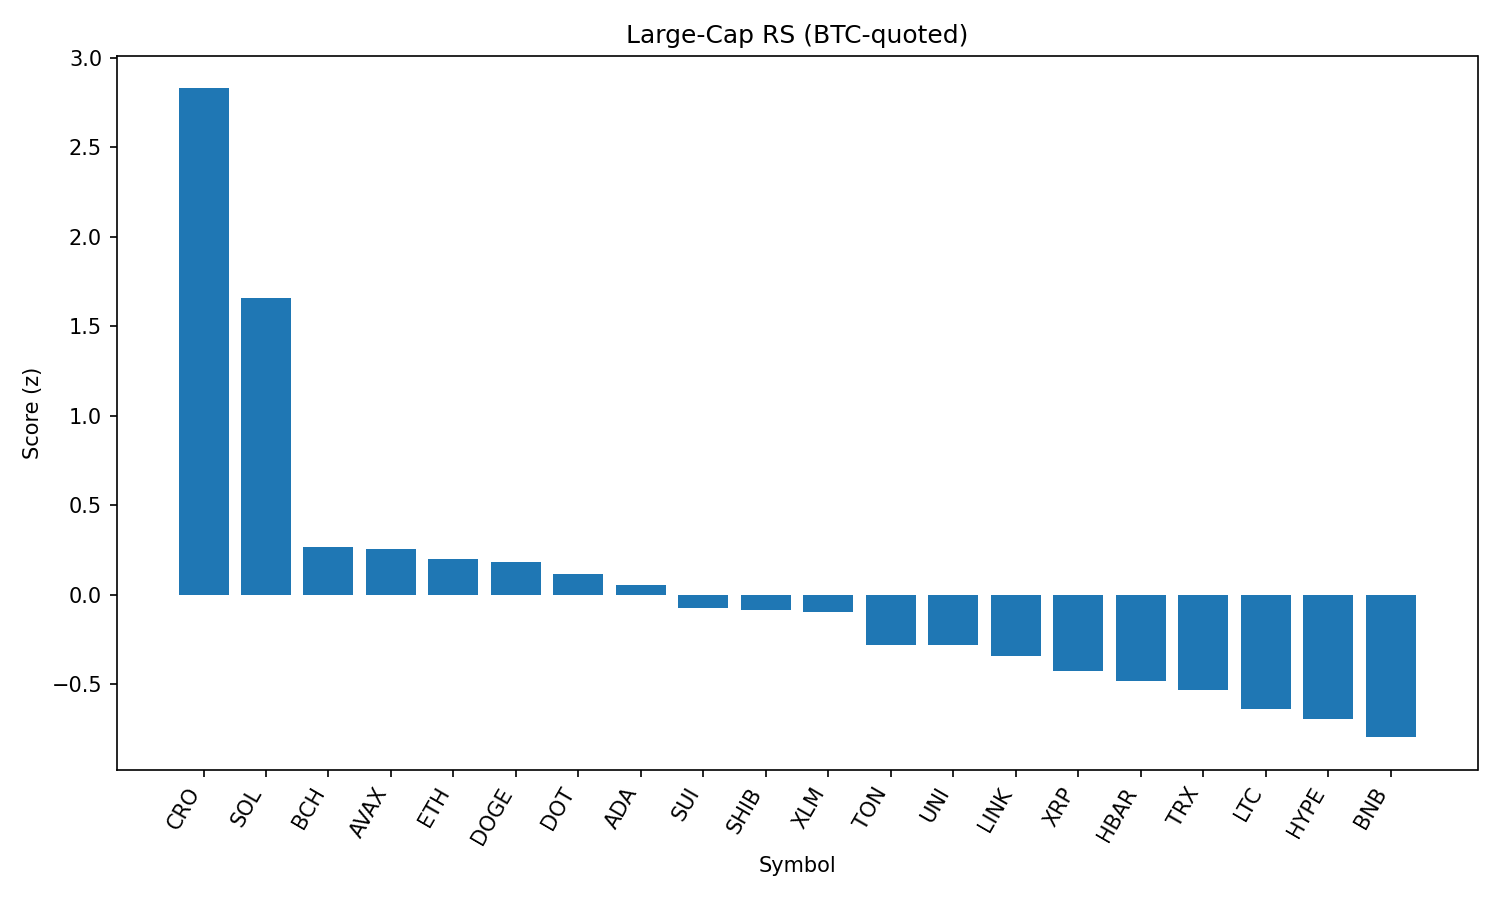 Large-Cap RS (BTC-quoted)
3.0
2.5
2.0
1.5
1.0
0.5
0.0
−0.5
Score (z)
CRO
SOL
BCH
AVAX
ETH
DOGE
DOT
ADA
SUI
SHIB
XLM
TON
UNI
LINK
XRP
HBAR
TRX
LTC
HYPE
BNB
Symbol